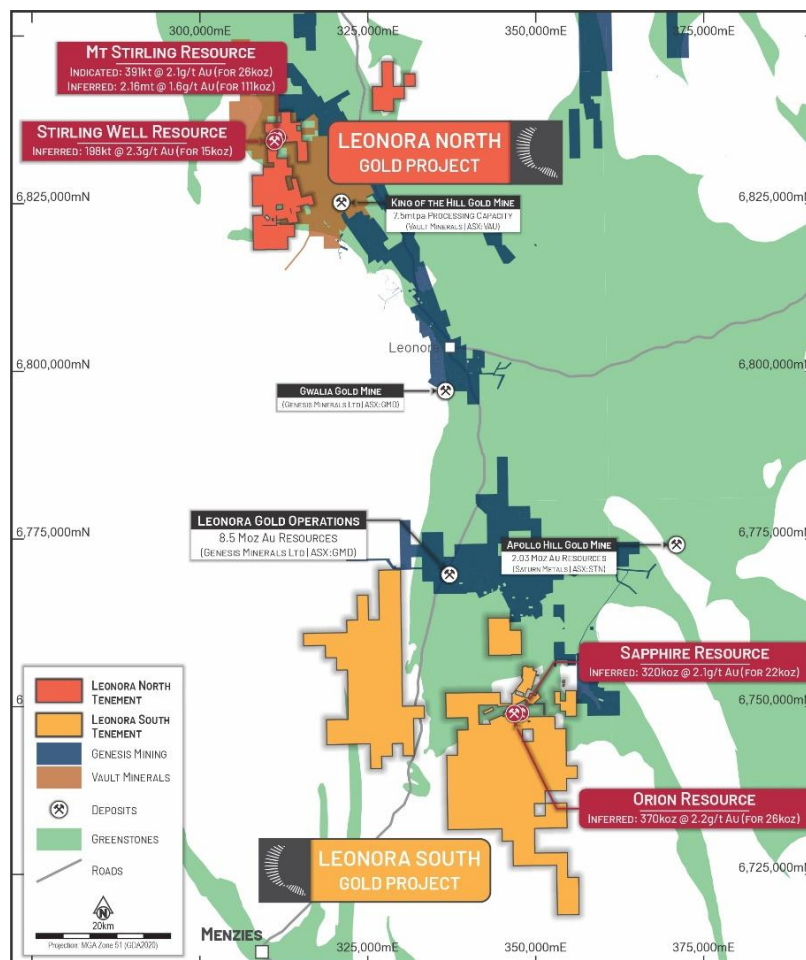 300,000mE 325,000mE 350,000mE 375,000mE
MT STIRLING RESOURCE
INDICATED: 391kt @ 2.1g/t Au (FOR 26koz)
INFERRED: 2.16mt @ 1.6g/t Au (FOR 111koz)
STIRLING WELL RESOURCE
INFERRED: 198kt @ 2.3g/t Au (FOR 15koz)
LEONORA NORTH
GOLD PROJECT
6,825,000mN
6,825,000mN
KING OF THE HILL GOLD MINE
7.5mtpa PROCESSING CAPACITY
(VAULT MINERALS | ASX:VAU)
Leonora
6,800,000mN
6,800,000mN
GWALIA GOLD MINE
(GENESIS MINERALS LTD | ASX:GMD)
6,775,000mN
6,775,000mN
LEONORA GOLD OPERATIONS
8.5 Moz Au RESOURCES
(GENESIS MINERALS LTD | ASX:GMD)
APOLLO HILL GOLD MINE
2.03 Moz Au RESOURCES
(SATURN METALS | ASX:STN)
SAPPHIRE RESOURCE
INFERRED: 320koz @ 2.1g/t Au (FOR 22koz)
6,750,000mN
ORION RESOURCE
INFERRED: 370koz @ 2.2g/t Au (FOR 26koz)
6,725,000mN
LEONORA SOUTH
GOLD PROJECT
LEONORA NORTH
TENEMENT
LEONORA SOUTH
TENEMENT
GENESIS MINING
VAULT MINERALS
DEPOSITS
GREENSTONES
ROADS
N
20km
Projection: MGA Zone 51 (GDA2020)
MENZIES
325,000mE 350,000mE 375,000mE